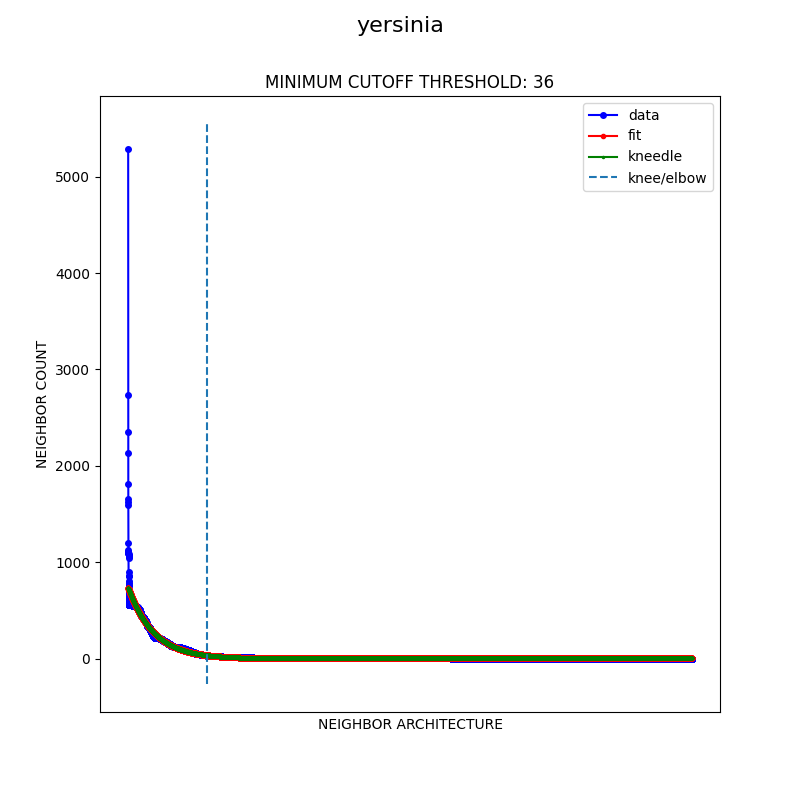 yersinia
MINIMUM CUTOFF THRESHOLD: 36
data
fit
kneedle
knee/elbow
5000
4000
3000
2000
1000
0
NEIGHBOR COUNT
NEIGHBOR ARCHITECTURE